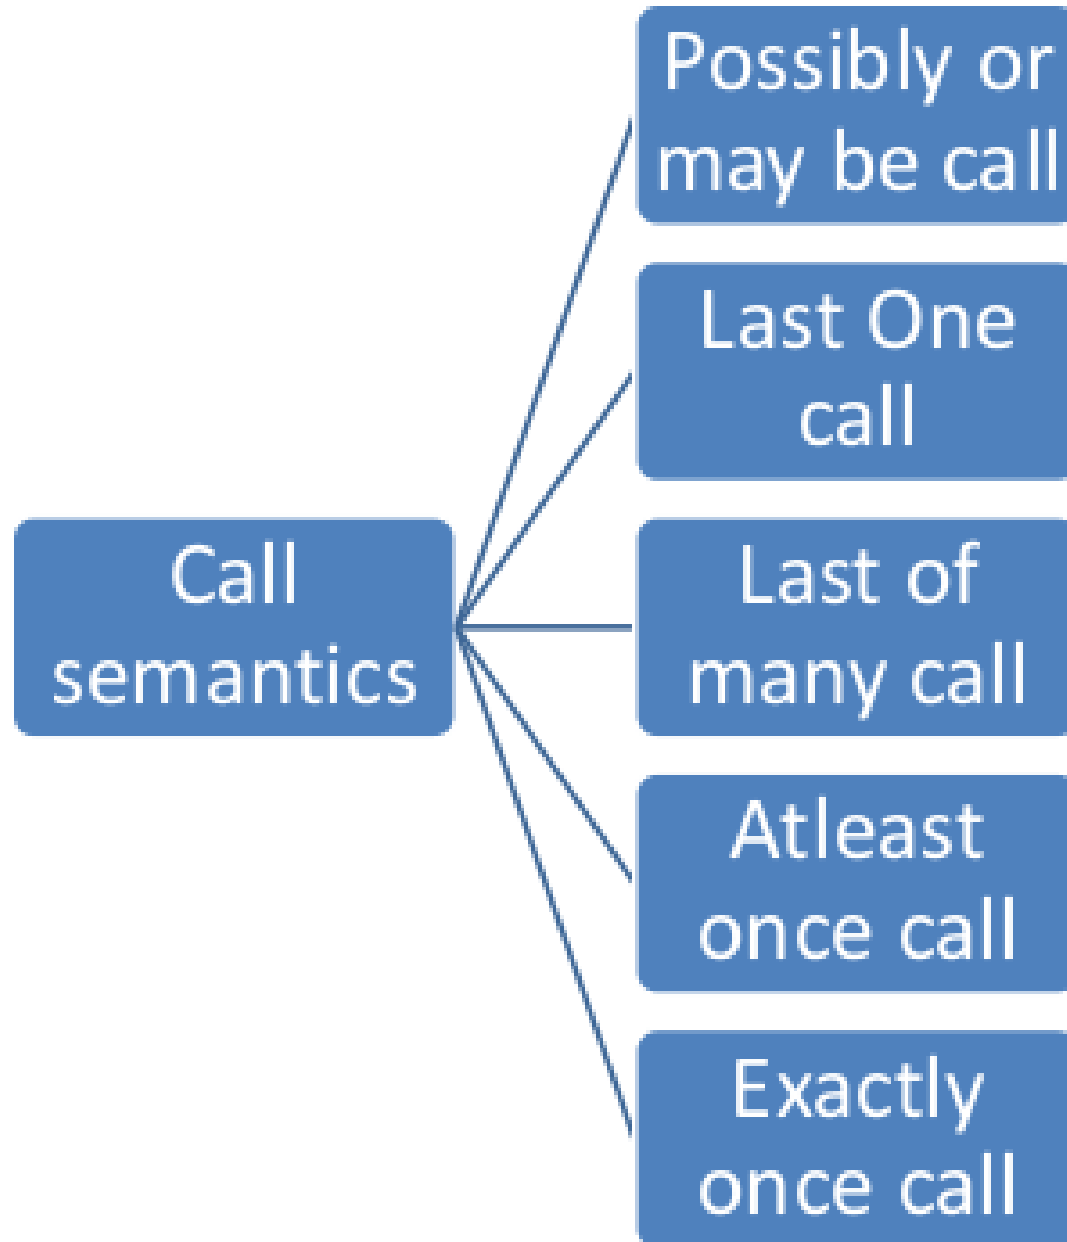 Possibly or
may be call
Last One
call
Call
semantics
Last of
many call
Atleast
once call
Exactly
once call